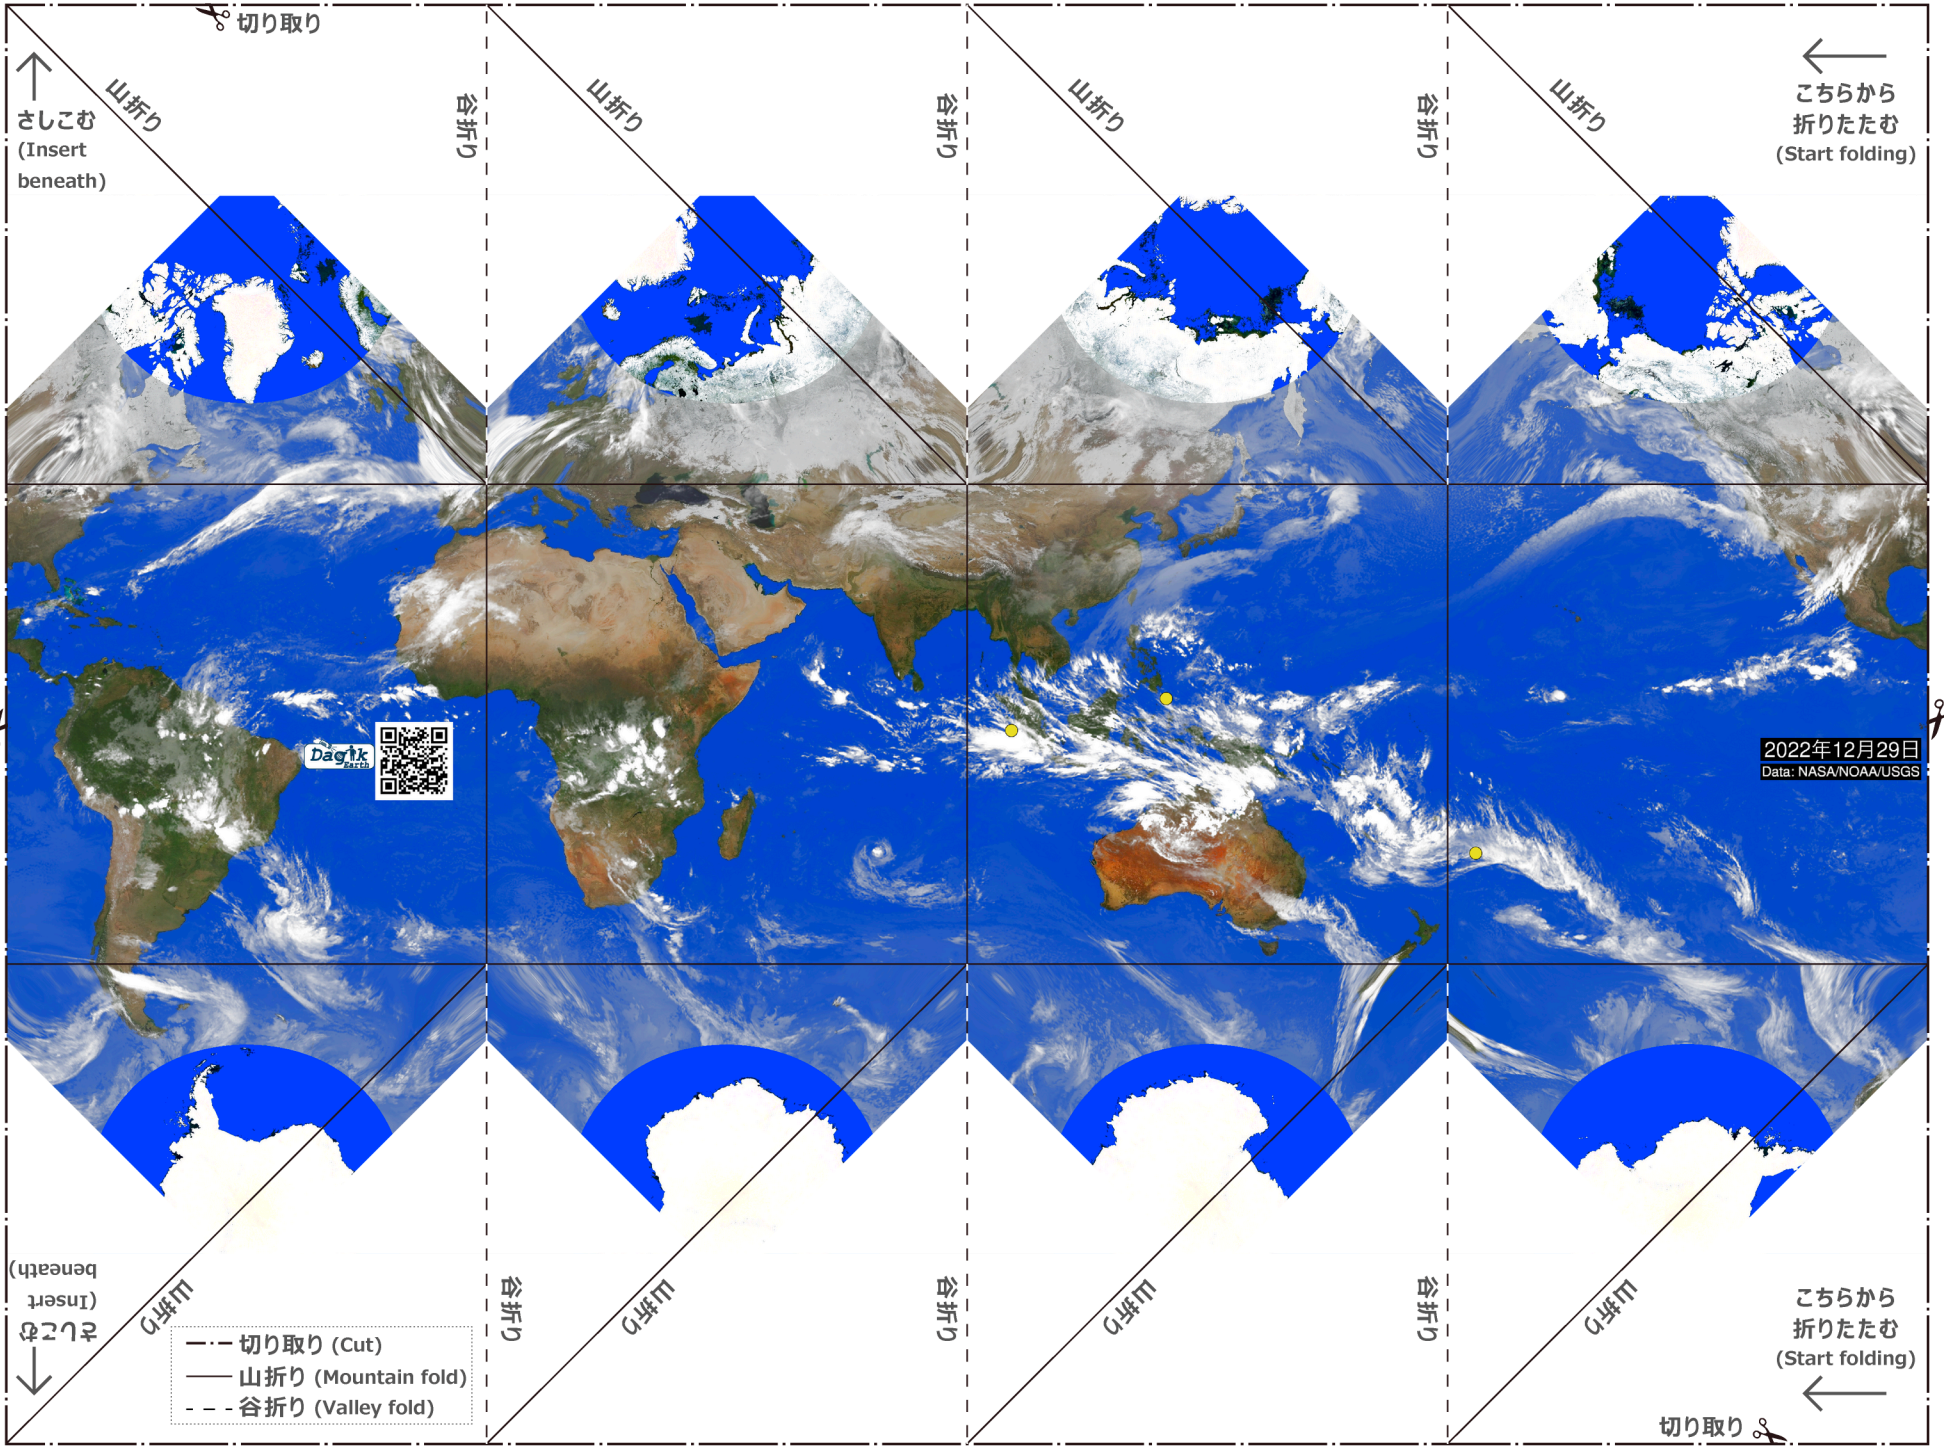 切り取り
山折り
谷折り
山折り
谷折り
山折り
谷折り
山折り
こちらから
折りたたむ
(Start folding)
さしこむ
(Insert
beneath)
Dagik
Earth
2022年12月29日
Data: NASA/NOAA/USGS
さしこむ
(Insert
beneath)
山折り
谷折り
山折り
谷折り
山折り
谷折り
山折り
こちらから
折りたたむ
(Start folding)
切り取り (Cut)
山折り (Mountain fold)
谷折り (Valley fold)
切り取り